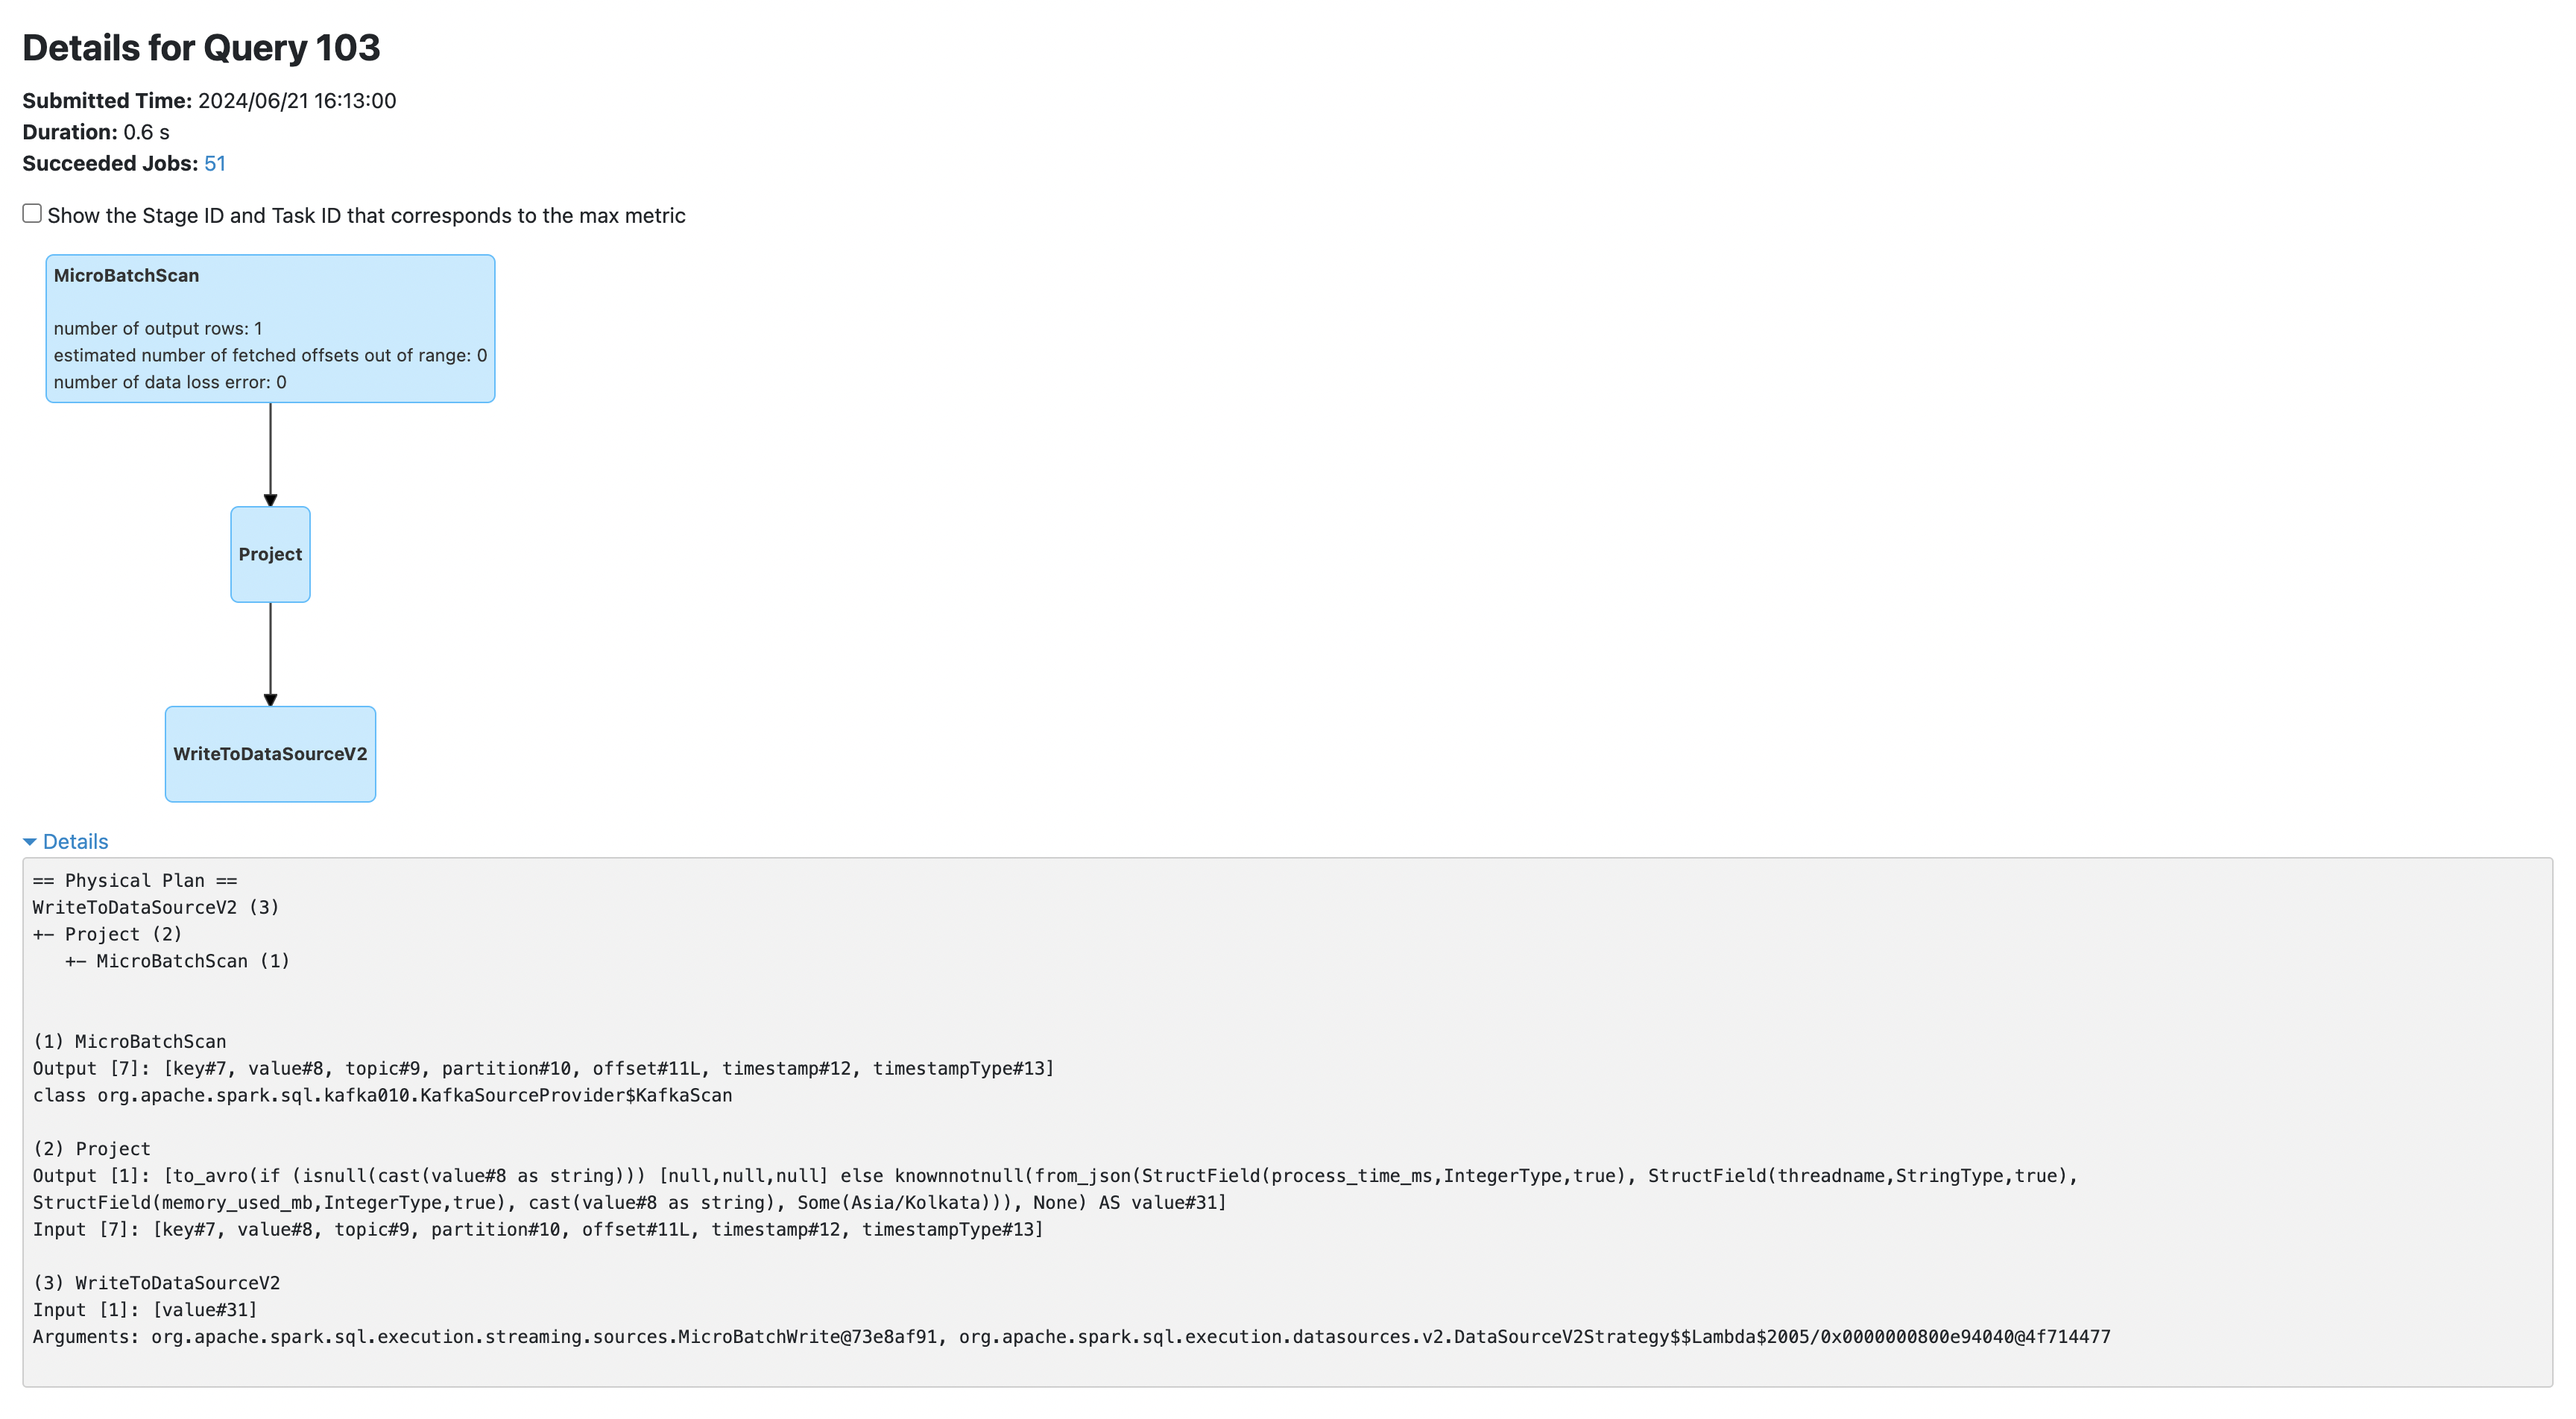 Details for Query 103
Submitted Time: 2024/06/21 16:13:00
Duration: 0.6 s
Succeeded Jobs: 51
Show the Stage ID and Task ID that corresponds to the max metric
MicroBatchScan
number of output rows: 1
estimated number of fetched offsets out of range: 0
number of data loss error: 0
Project
WriteToDataSourceV2
Details
== Physical Plan ==
WriteToDataSourceV2 (3)
+- Project (2)
   +- MicroBatchScan (1)
(1) MicroBatchScan
Output [7]: [key#7, value#8, topic#9, partition#10, offset#11L, timestamp#12, timestampType#13]
class org.apache.spark.sql.kafka010.KafkaSourceProvider$KafkaScan
(2) Project
Output [1]: [to_avro(if (isnull(cast(value#8 as string))) [null,null,null] else knownnotnull(from_json(StructField(process_time_ms,IntegerType,true), StructField(threadname,StringType,true),
StructField(memory_used_mb,IntegerType,true), cast(value#8 as string), Some(Asia/Kolkata))), None) AS value#31]
Input [7]: [key#7, value#8, topic#9, partition#10, offset#11L, timestamp#12, timestampType#13]
(3) WriteToDataSourceV2
Input [1]: [value#31]
Arguments: org.apache.spark.sql.execution.streaming.sources.MicroBatchWrite@73e8af91, org.apache.spark.sql.execution.datasources.v2.DataSourceV2Strategy$$Lambda$2005/0x0000000800e94040@4f714477